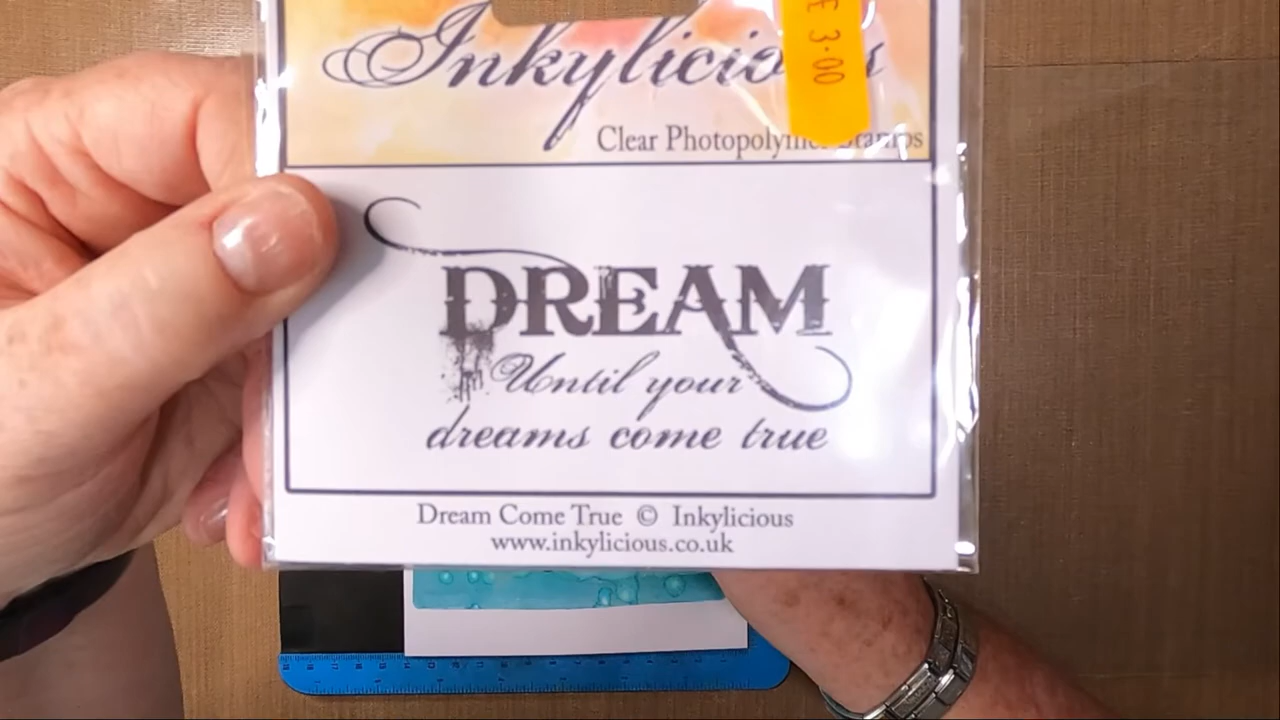 Inkylicious
£3.00
Clear Photopolymer Stamps
DREAM
Until your
dreams come true
Dream Come True © Inkylicious
www.inkylicious.co.uk